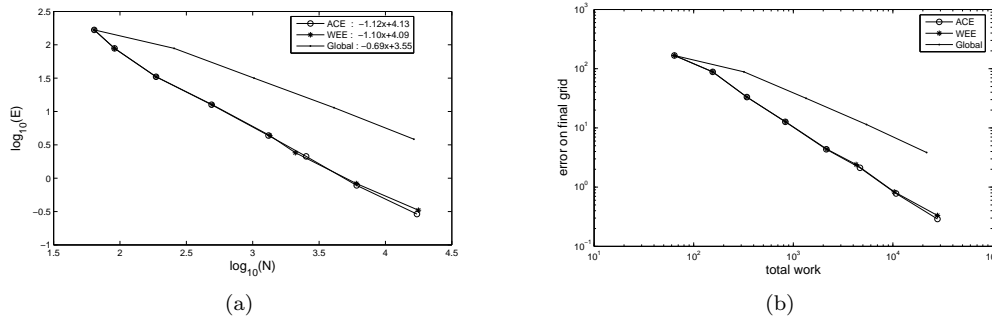 ACE : −1.12x+4.13
WEE : −1.10x+4.09
Global : −0.69x+3.55
2.5
2
1.5
1
0.5
0
−0.5
−1
log10(E)
1.5 2 2.5 3 3.5 4 4.5
log10(N)
(a)
ACE
WEE
Global
10^3
10^2
10^1
10^0
10^−1
error on final grid
10^1 10^2 10^3 10^4
total work
(b)